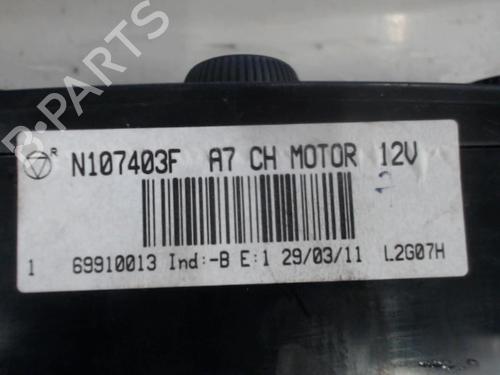 B-PARTS
R N107403F A7 CH MOTOR 12V
1 69910013 Ind:-B E:1 29/03/11 L2G07H